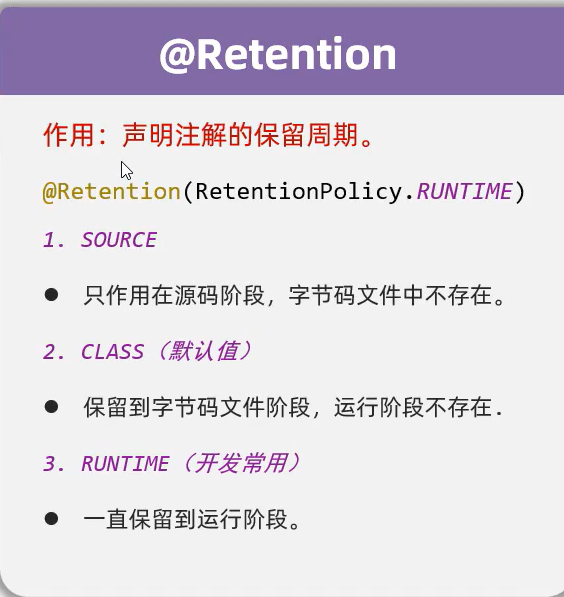 @Retention
作用：声明注解的保留周期。
@Retention(RetentionPolicy.RUNTIME)
1. SOURCE
● 只作用在源码阶段，字节码文件中不存在。
2. CLASS（默认值）
● 保留到字节码文件阶段，运行阶段不存在.
3. RUNTIME（开发常用）
● 一直保留到运行阶段。